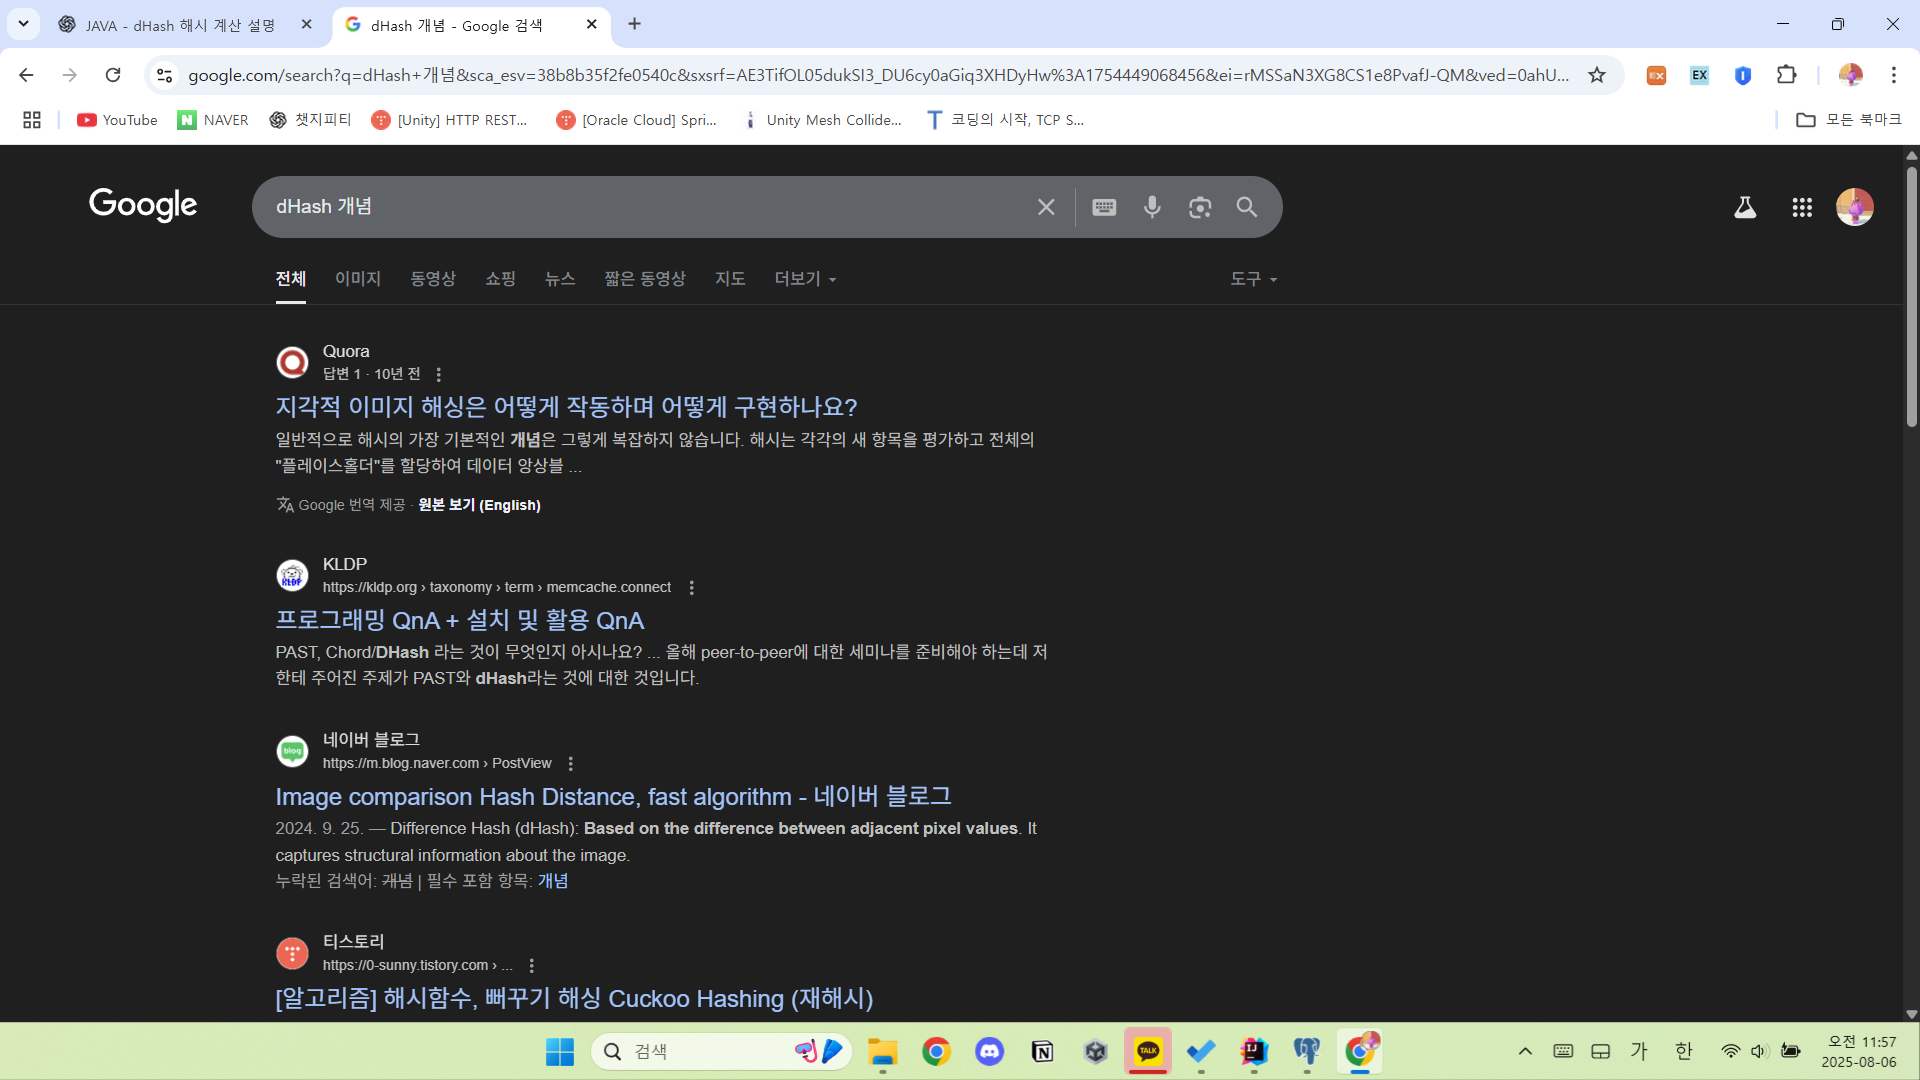 JAVA - dHash 해시 계산 설명
dHash 개념 - Google 검색
google.com/search?q=dHash+개념&sca_esv=38b8b35f2fe0540c&sxsrf=AE3TifOL05dukSI3_DU6cy0aGiq3XHDyHw%3A1754449068456&ei=rMSSaN3XG8CS1e8PvafJ-QM&ved=0ahU...
EX
EX
YouTube
NAVER
챗지피티
[Unity] HTTP REST...
[Oracle Cloud] Spri...
Unity Mesh Collide...
코딩의 시작, TCP S...
모든 북마크
Google
dHash 개념
전체
이미지
동영상
쇼핑
뉴스
짧은 동영상
지도
더보기
도구
Quora
답변 1 · 10년 전
지각적 이미지 해싱은 어떻게 작동하며 어떻게 구현하나요?
일반적으로 해시의 가장 기본적인 개념은 그렇게 복잡하지 않습니다. 해시는 각각의 새 항목을 평가하고 전체의
"플레이스홀더"를 할당하여 데이터 앙상블 ...
Google 번역 제공 · 원본 보기 (English)
KLDP
KLDP
https://kldp.org › taxonomy › term › memcache.connect
프로그래밍 QnA + 설치 및 활용 QnA
PAST, Chord/DHash 라는 것이 무엇인지 아시나요? ... 올해 peer-to-peer에 대한 세미나를 준비해야 하는데 저
한테 주어진 주제가 PAST와 dHash라는 것에 대한 것입니다.
blog
네이버 블로그
https://m.blog.naver.com › PostView
Image comparison Hash Distance, fast algorithm - 네이버 블로그
2024. 9. 25. — Difference Hash (dHash): Based on the difference between adjacent pixel values. It
captures structural information about the image.
누락된 검색어: 개념 | 필수 포함 항목: 개념
티스토리
https://0-sunny.tistory.com › ...
[알고리즘] 해시함수, 뻐꾸기 해싱 Cuckoo Hashing (재해시)
검색
TALK
IJ
가
한
오전 11:57
2025-08-06